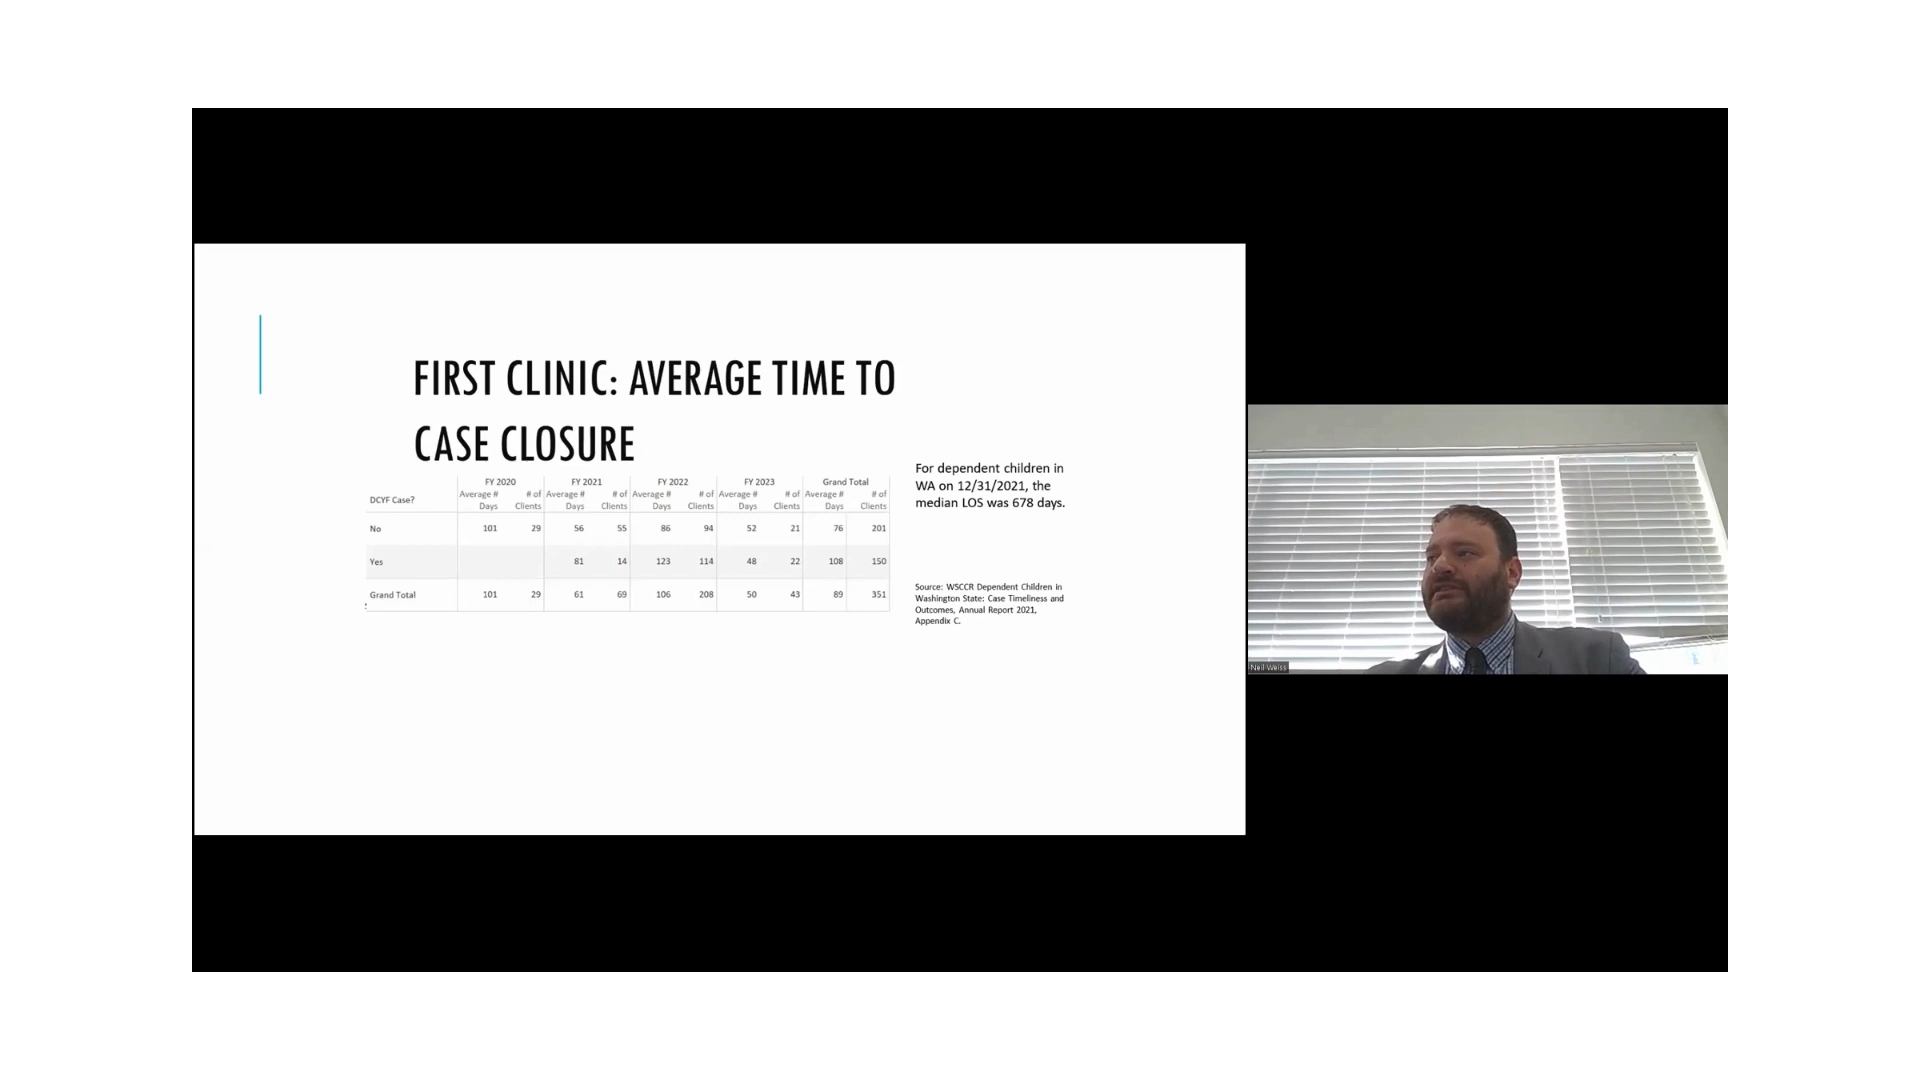 FIRST CLINIC: AVERAGE TIME TO
CASE CLOSURE
DCYF Case? FY 2020 FY 2021 FY 2022 FY 2023 Grand Total
Average # Days # of Clients Average # Days # of Clients Average # Days # of Clients Average # Days # of Clients Average # Days # of Clients
No 101 29 56 55 86 94 52 21 76 201
Yes 81 14 123 114 48 22 108 150
Grand Total 101 29 61 69 106 208 50 43 89 351
For dependent children in
WA on 12/31/2021, the
median LOS was 678 days.
Source: WSCCR Dependent Children in
Washington State: Case Timeliness and
Outcomes, Annual Report 2021,
Appendix C.
Neil Weiss